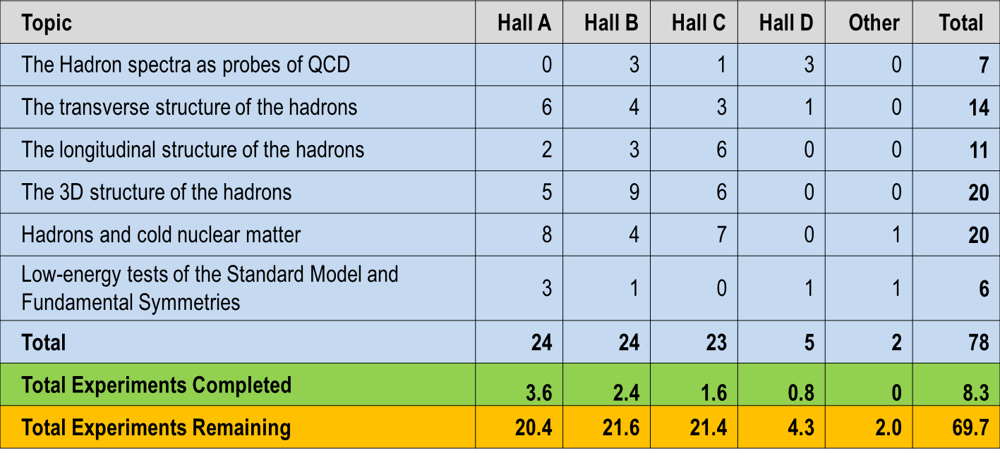 Topic Hall A Hall B Hall C Hall D Other Total
The Hadron spectra as probes of QCD 0 3 1 3 0 7
The transverse structure of the hadrons 6 4 3 1 0 14
The longitudinal structure of the hadrons 2 3 6 0 0 11
The 3D structure of the hadrons 5 9 6 0 0 20
Hadrons and cold nuclear matter 8 4 7 0 1 20
Low-energy tests of the Standard Model and
Fundamental Symmetries 3 1 0 1 1 6
Total 24 24 23 5 2 78
Total Experiments Completed 3.6 2.4 1.6 0.8 0 8.3
Total Experiments Remaining 20.4 21.6 21.4 4.3 2.0 69.7